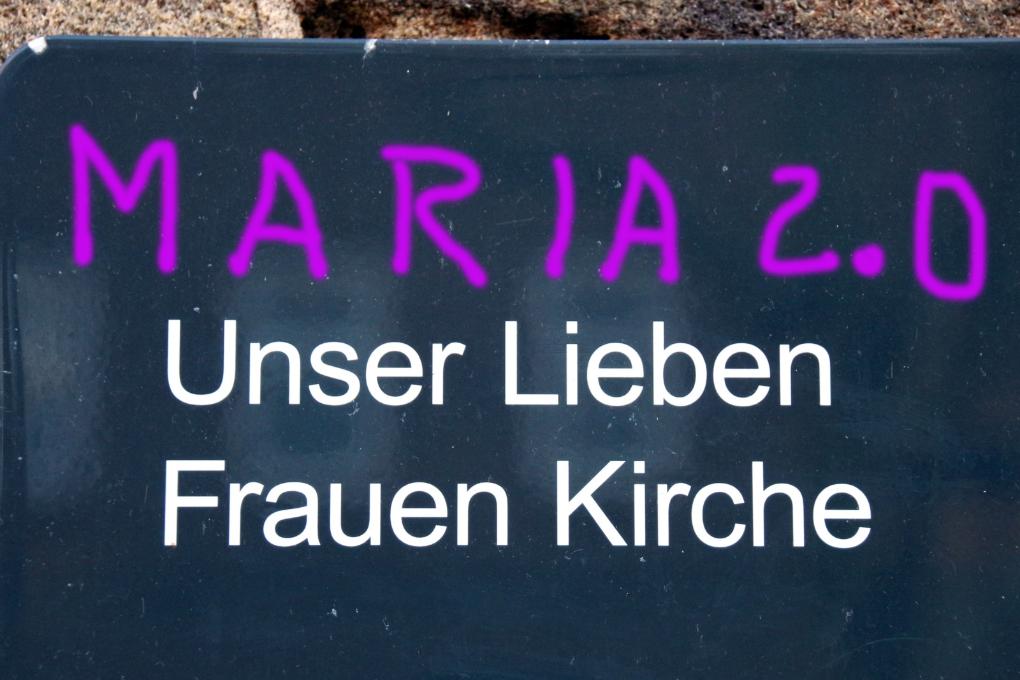 MARIA 2.0
Unser Lieben
Frauen Kirche